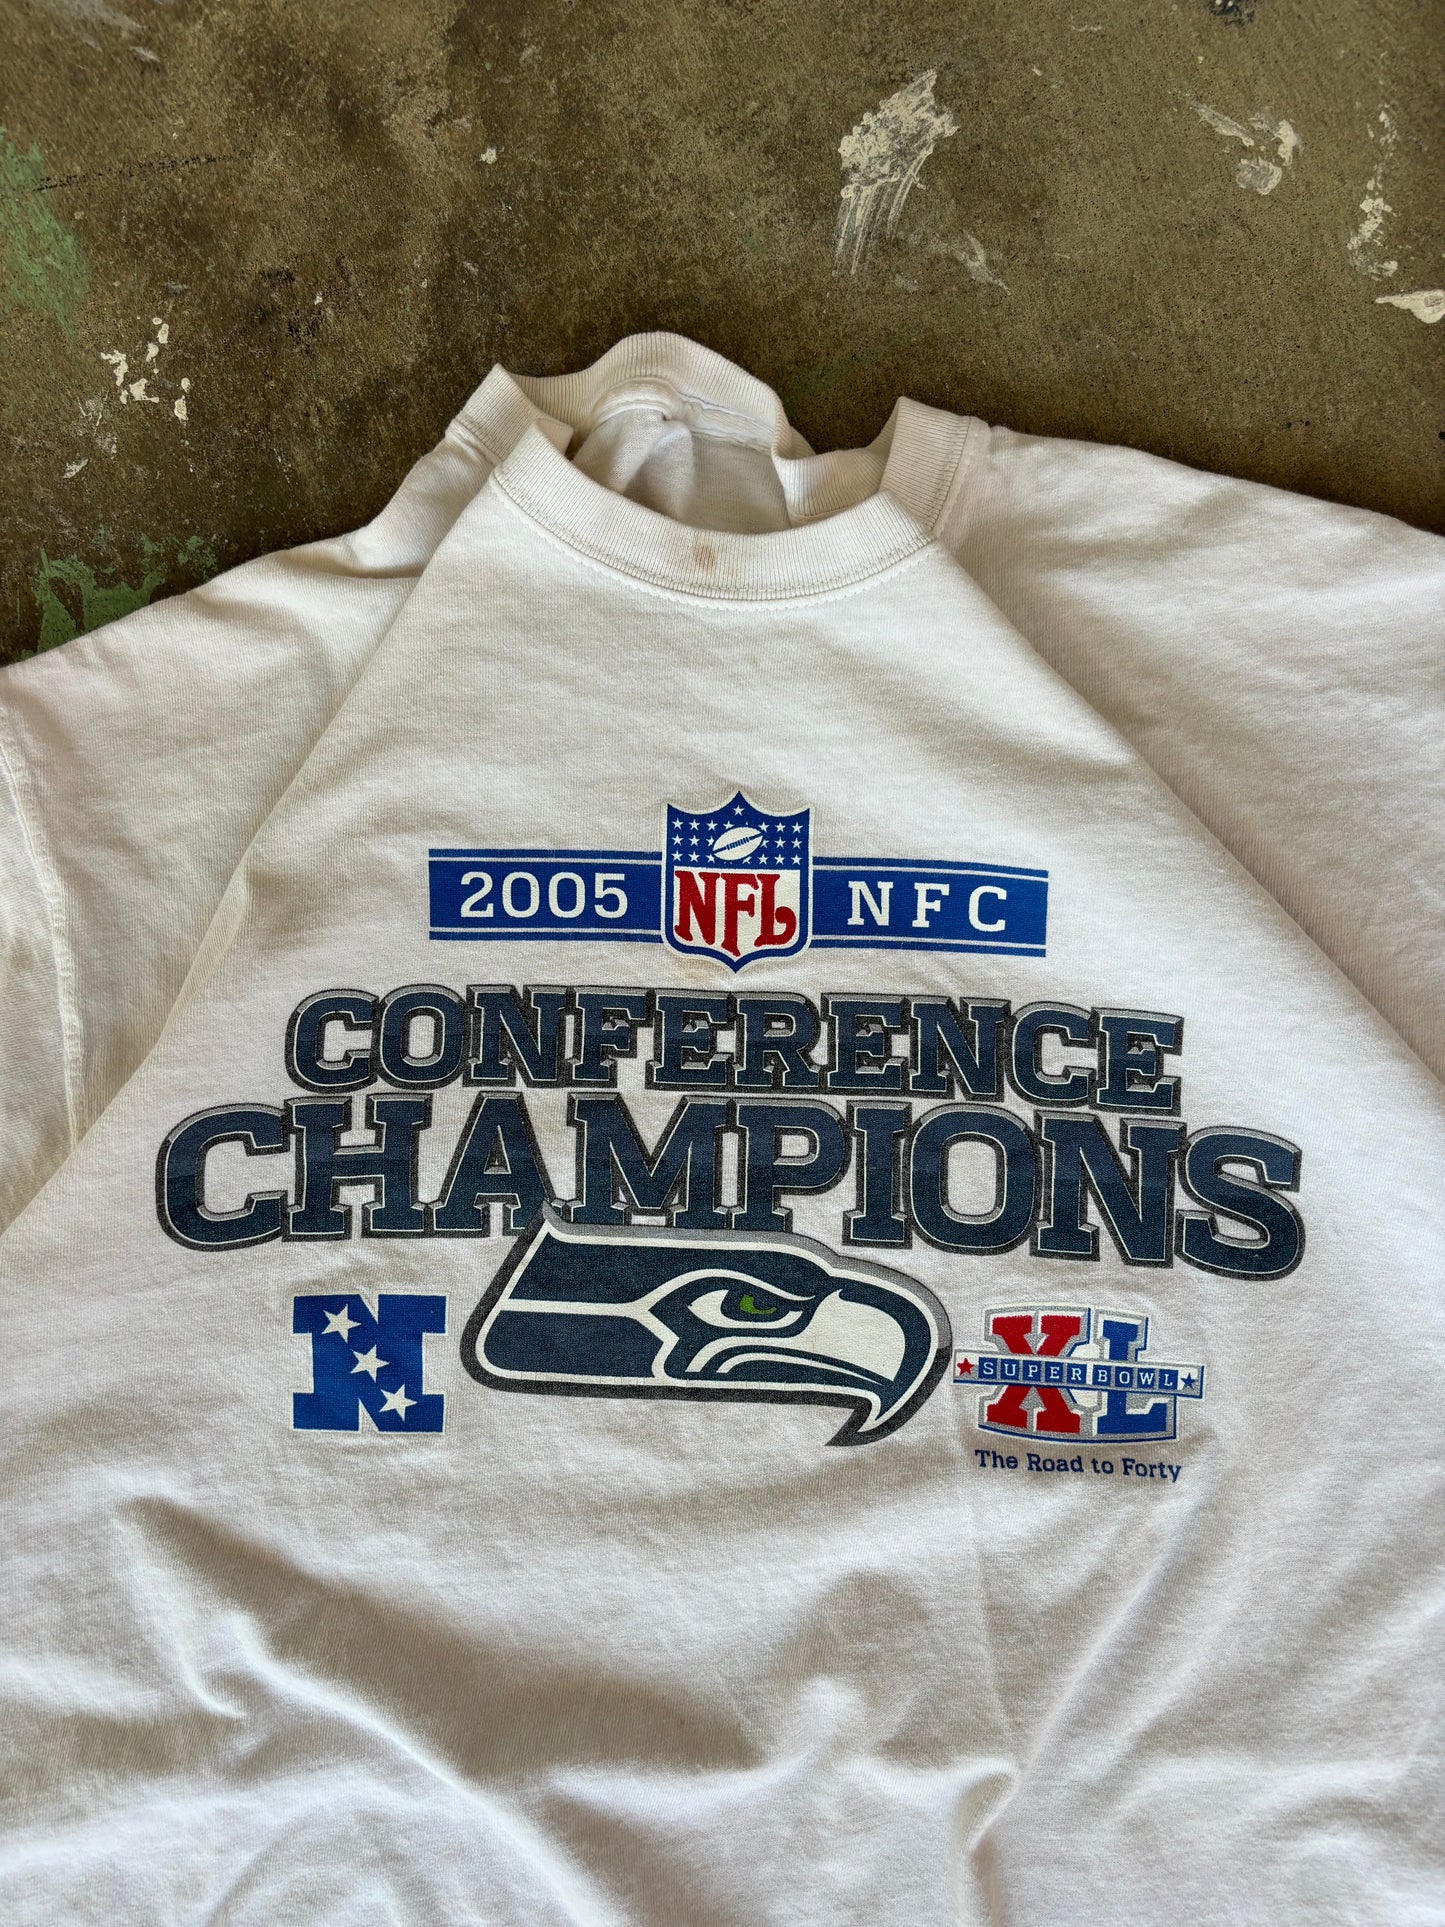 2005 NFL NFC
CONFERENCE
CHAMPIONS
N
XL
SUPER BOWL
The Road to Forty